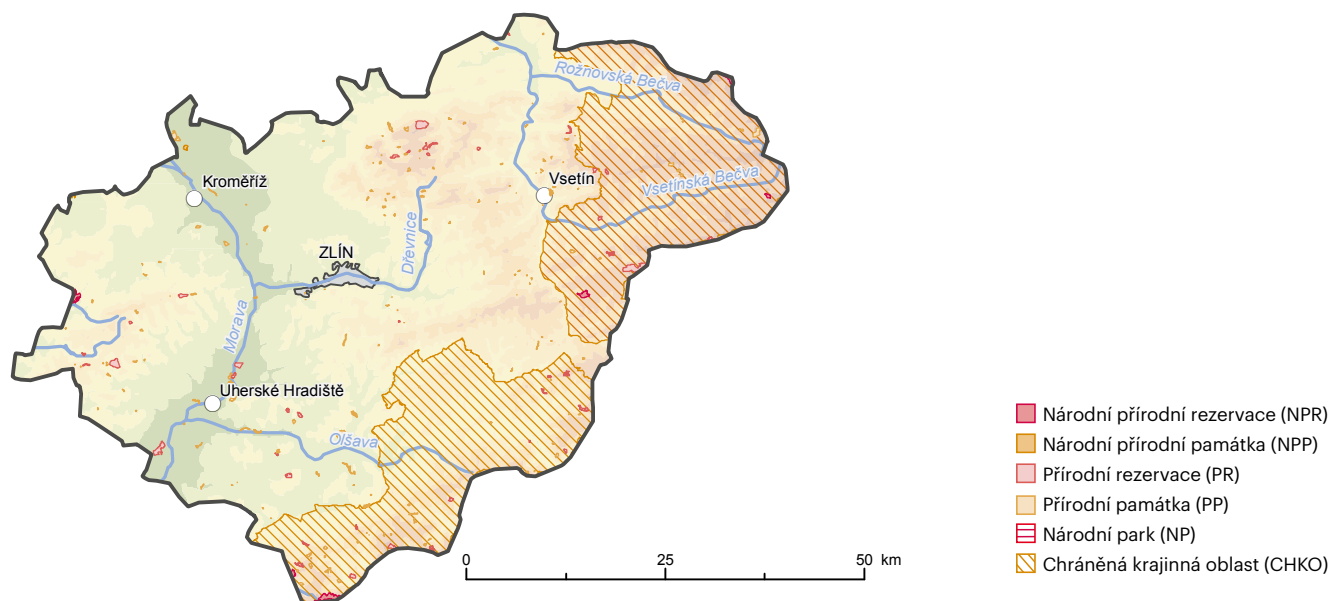 Rožnovská Bečva
Kroměříž
Vsetín
Vsetínská Bečva
Dřevnice
ZLÍN
Morava
Uherské Hradiště
Olšava
0 25 50 km
Národní přírodní rezervace (NPR)
Národní přírodní památka (NPP)
Přírodní rezervace (PR)
Přírodní památka (PP)
Národní park (NP)
Chráněná krajinná oblast (CHKO)